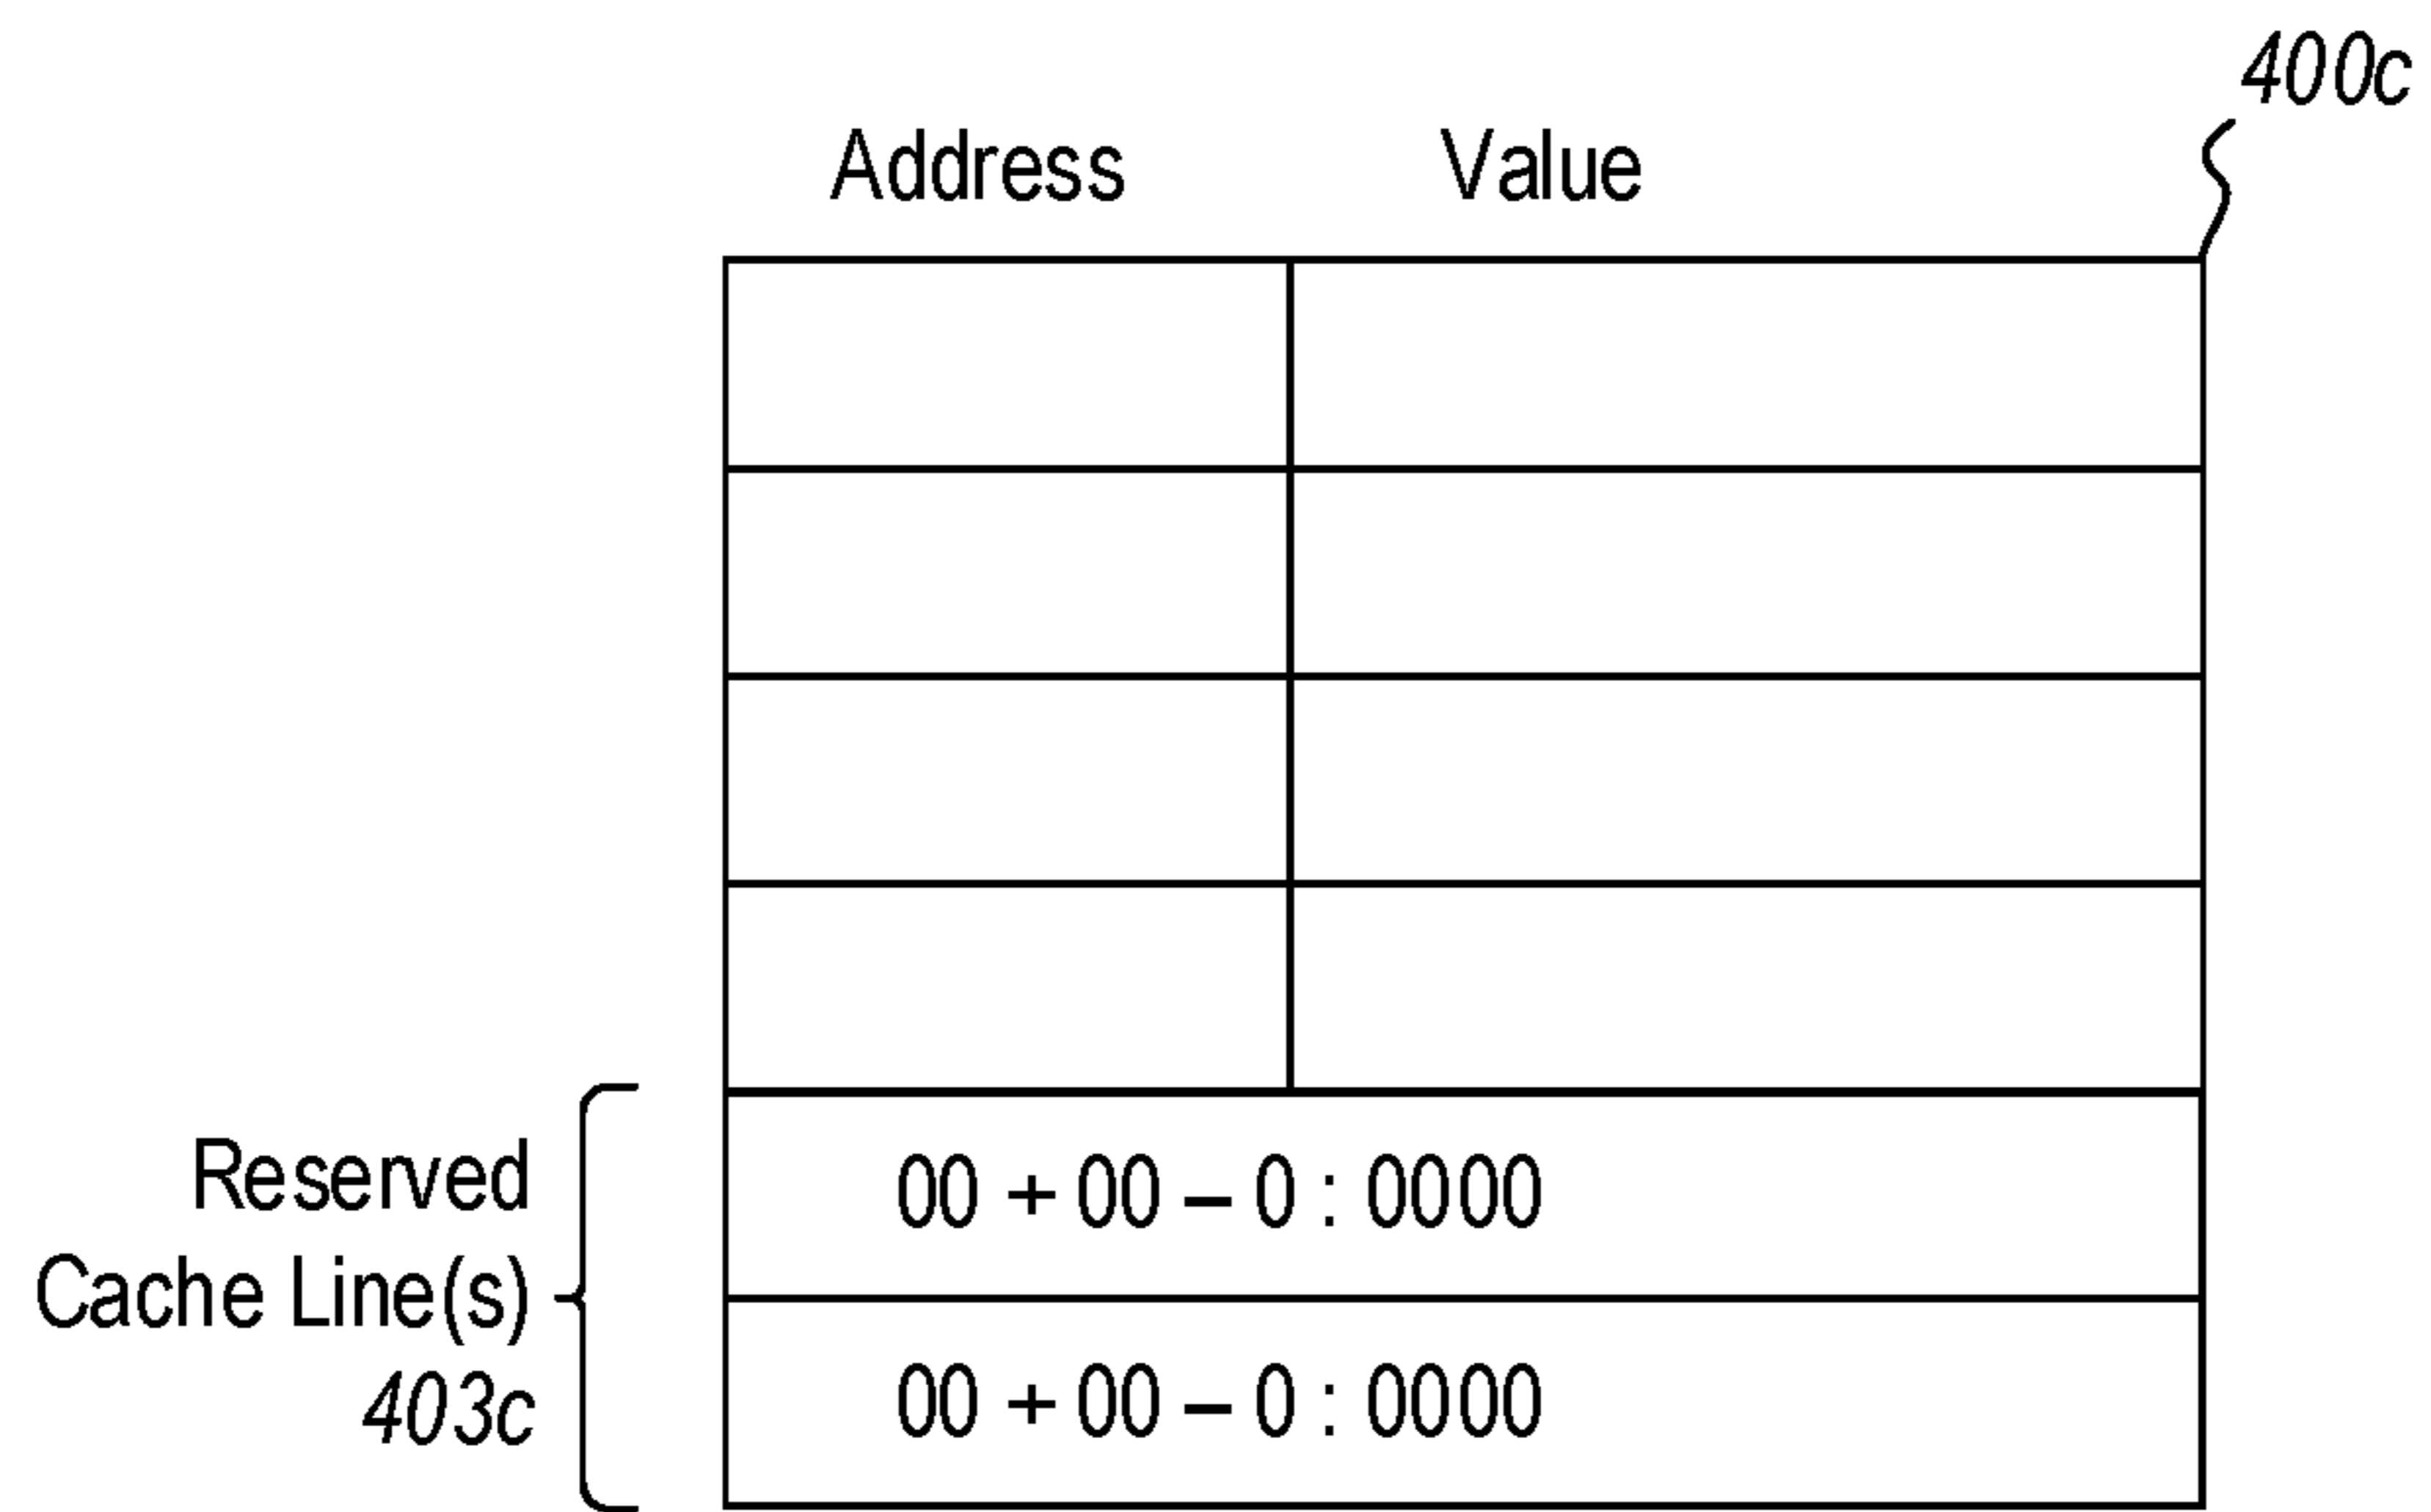 400c
Address Value
00 + 00 – 0 : 0000
Reserved
Cache Line(s)
403c
00 + 00 – 0 : 0000